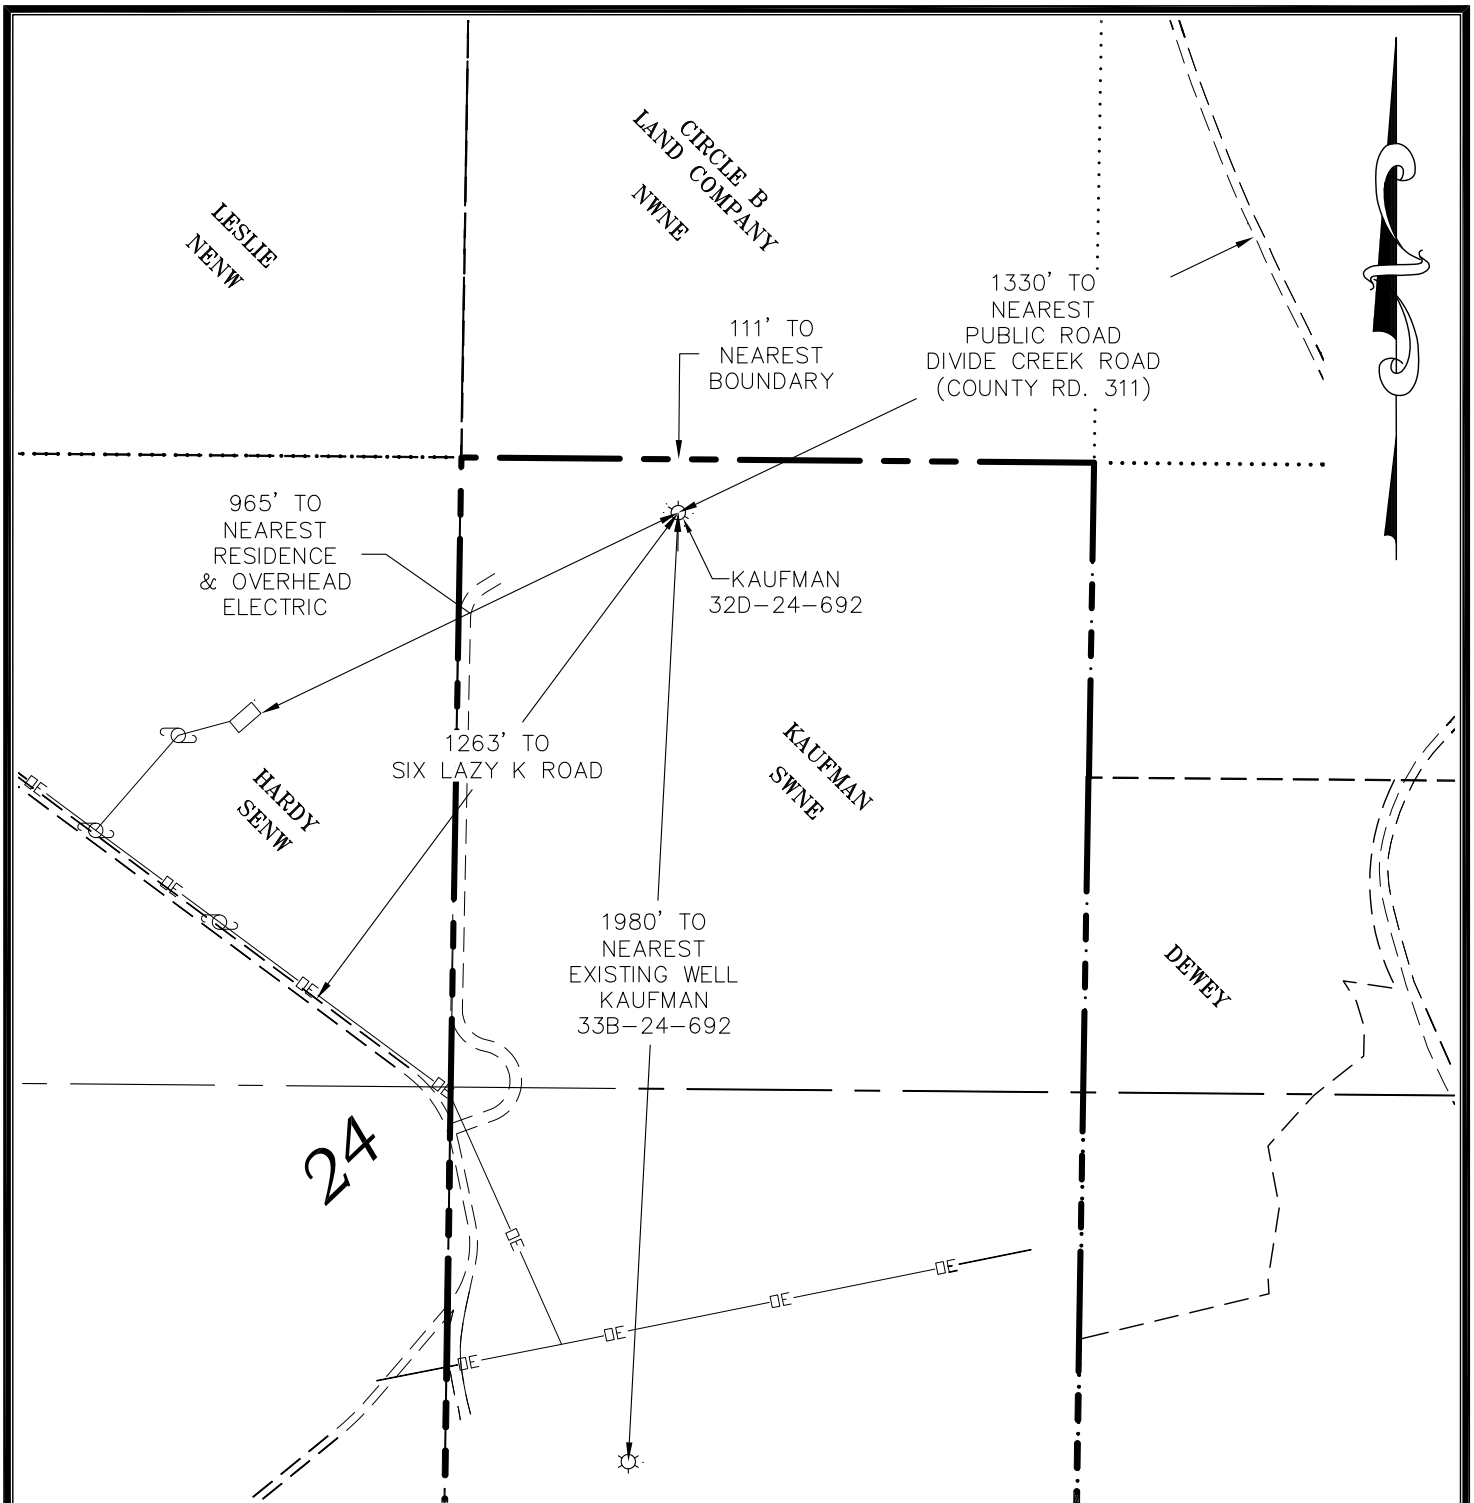 CIRCLE B
LAND COMPANY
NWNE
LESLIE
NENW
1330' TO
NEAREST
PUBLIC ROAD
DIVIDE CREEK ROAD
(COUNTY RD. 311)
111' TO
NEAREST
BOUNDARY
965' TO
NEAREST
RESIDENCE
& OVERHEAD
ELECTRIC
KAUFMAN
32D-24-692
1263' TO
SIX LAZY K ROAD
KAUFMAN
SWNE
HARDY
SENW
OE
OE
OE
OE
1980' TO
NEAREST
EXISTING WELL
KAUFMAN
33B-24-692
DEWEY
24
OE
OE
OE
OE
OE